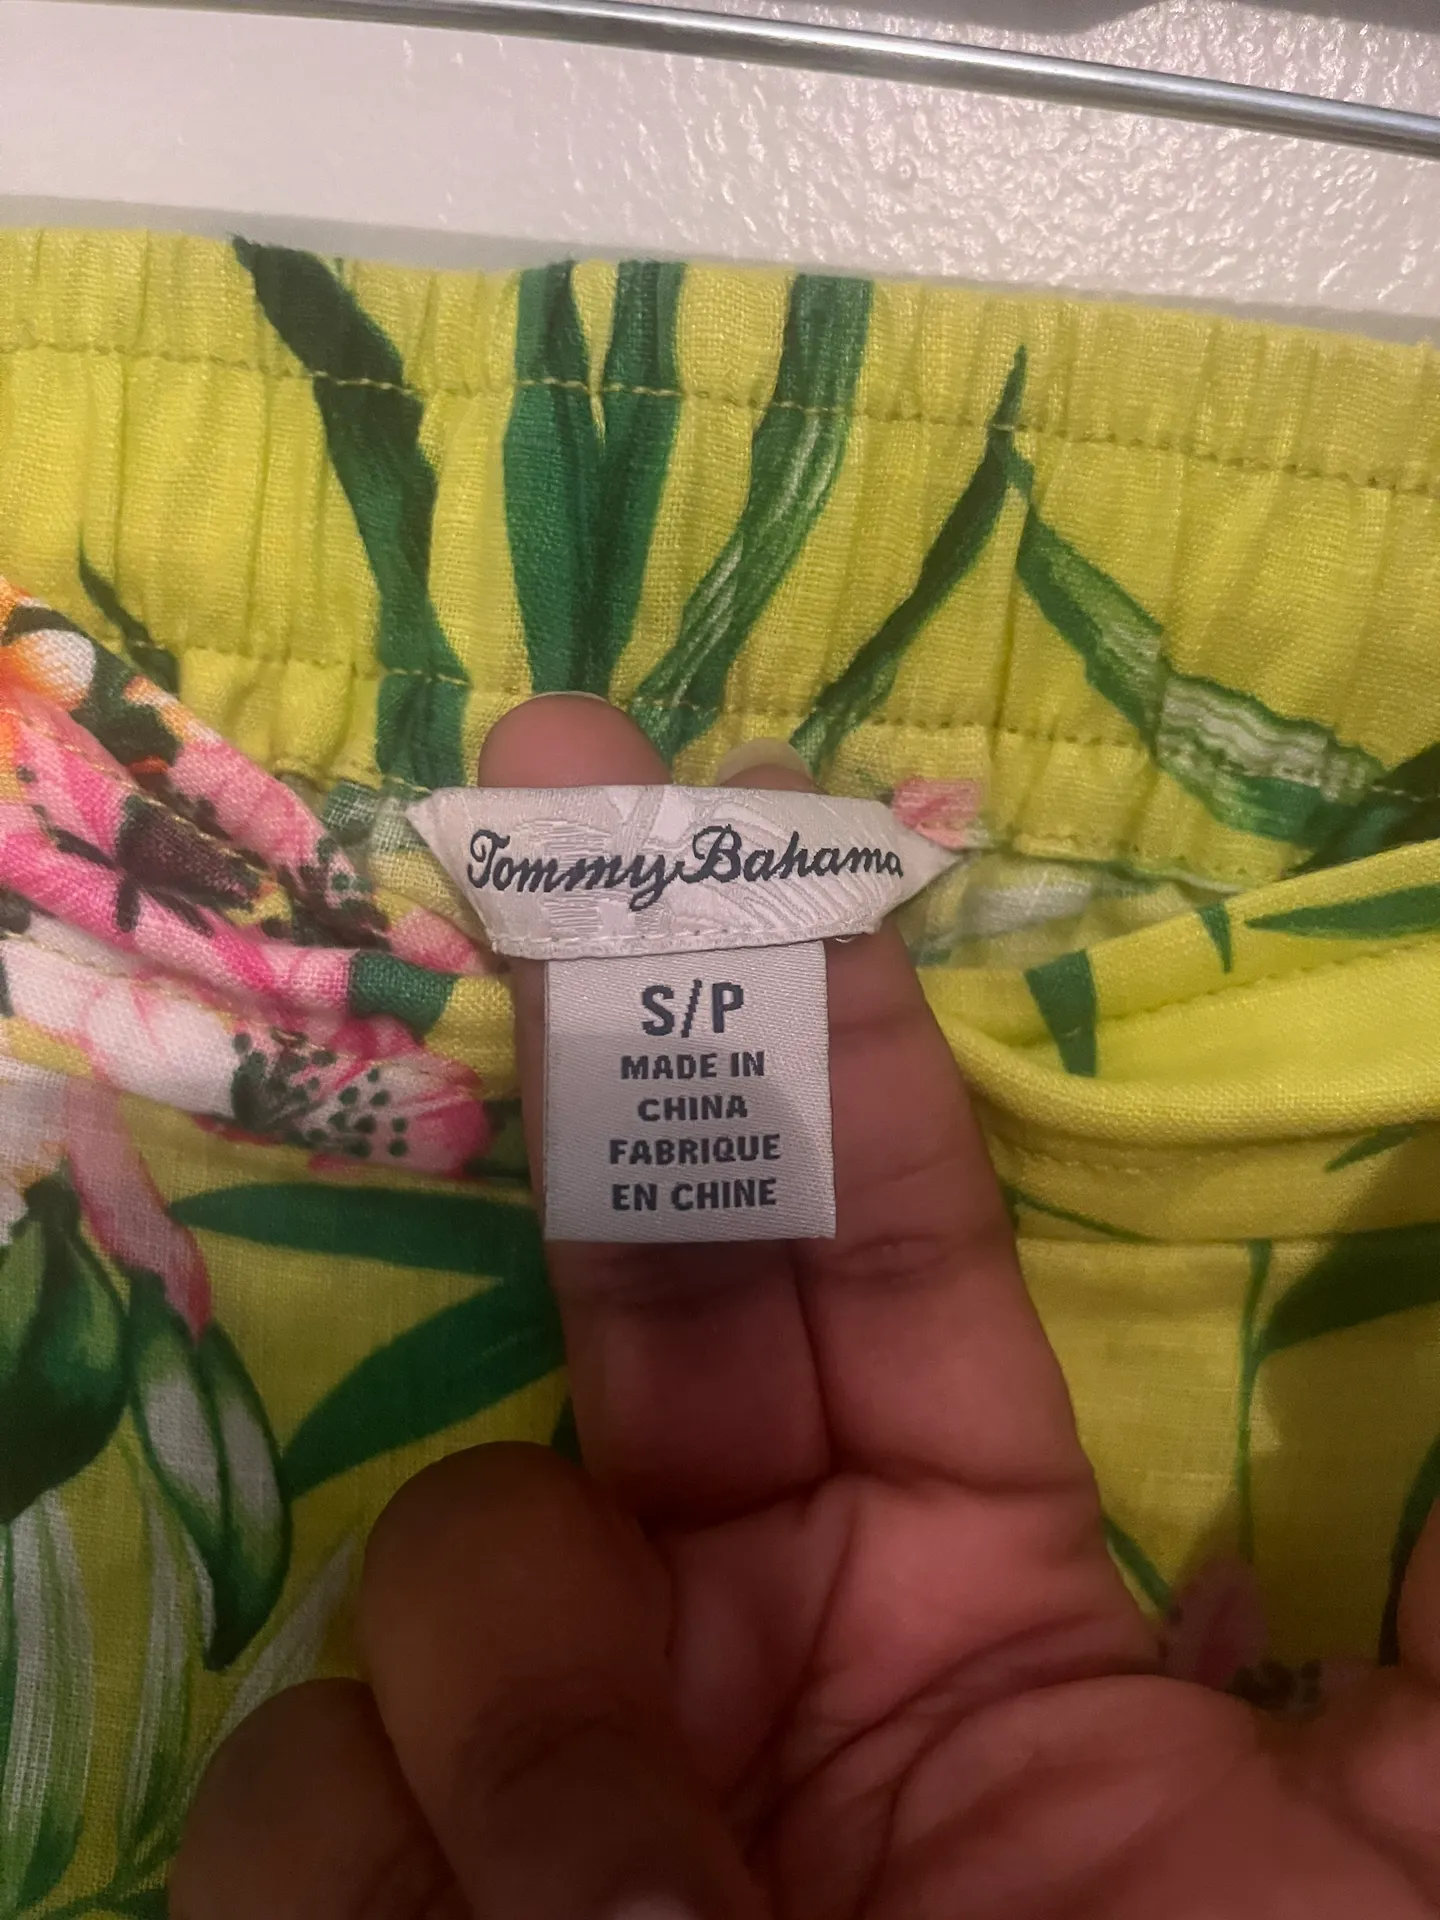 Tommy Bahama
S/P
MADE IN
CHINA
FABRIQUE
EN CHINE